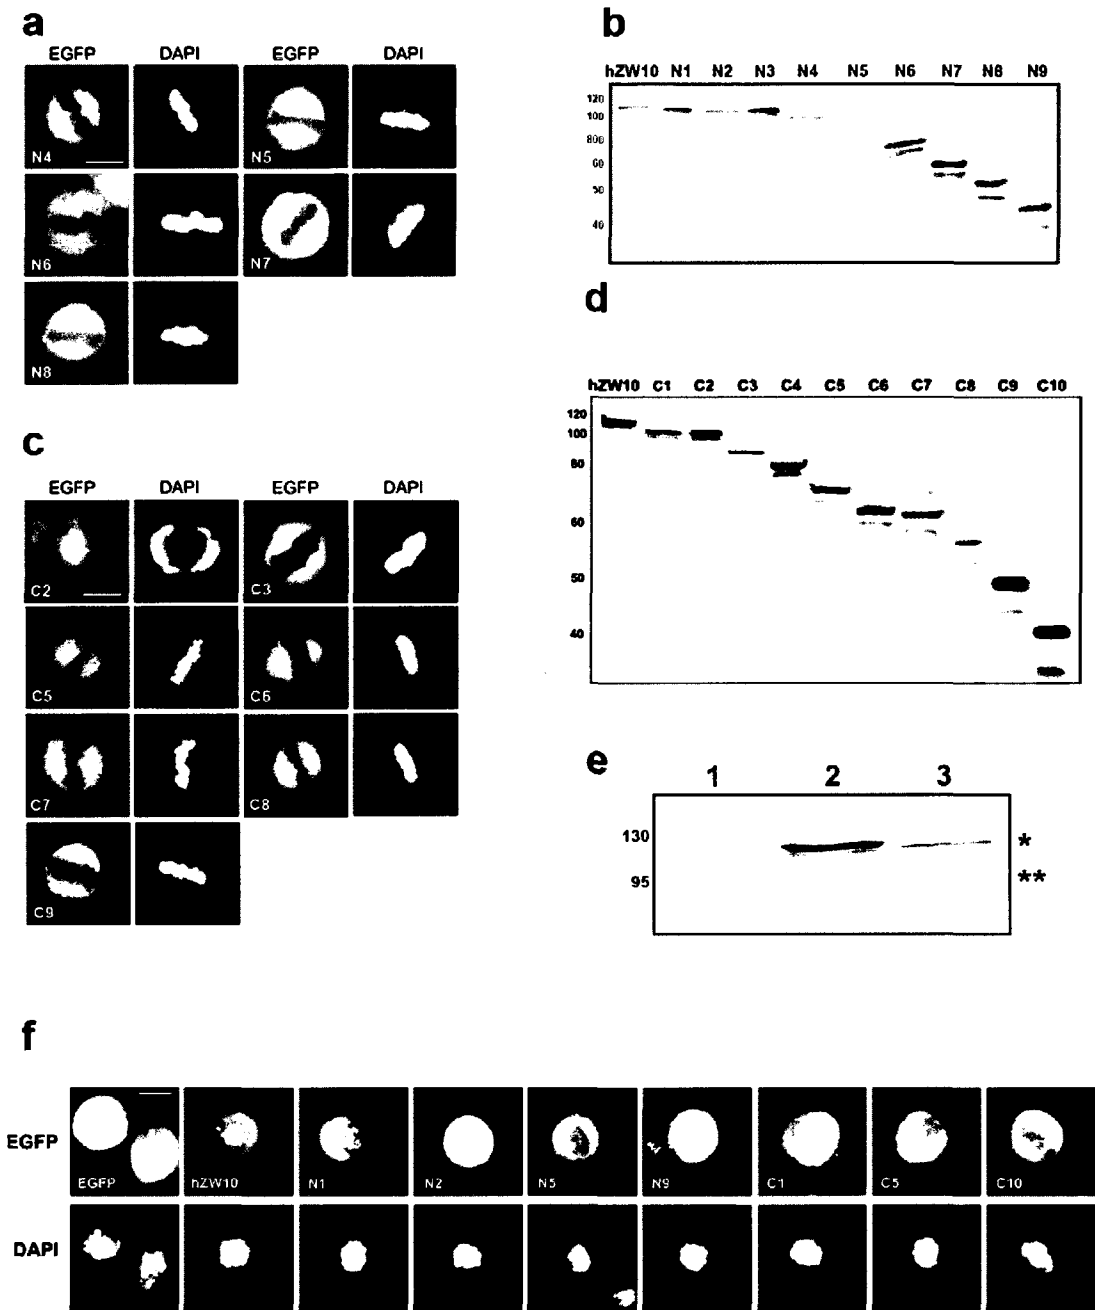 a
EGFP DAPI EGFP DAPI
N4 N5
N6 N7
N8
b
hZW10 N1 N2 N3 N4 N5 N6 N7 N8 N9
120
100
800
60
50
40
c
EGFP DAPI EGFP DAPI
C2 C3
C5 C6
C7 C8
C9
d
hZW10 C1 C2 C3 C4 C5 C6 C7 C8 C9 C10
120
100
80
60
50
40
e
1 2 3
130 *
95 **
f
EGFP
EGFP hZW10 N1 N2 N5 N9 C1 C5 C10
DAPI